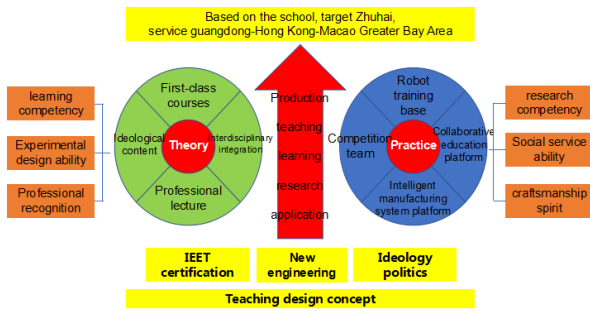 Based on the school, target Zhuhai,
service guangdong-Hong Kong-Macao Greater Bay Area
learning
competency
Experimental
design ability
Professional
recognition
First-class
courses
Ideological
content
Theory
Interdisciplinary
integration
Professional
lecture
Production
teaching
learning
research
application
Robot
training
base
Competition
team
Practice
Collaborative
education
platform
Intelligent
manufacturing
system platform
research
competency
Social service
ability
craftsmanship
spirit
IEET
certification
New
engineering
Ideology
politics
Teaching design concept